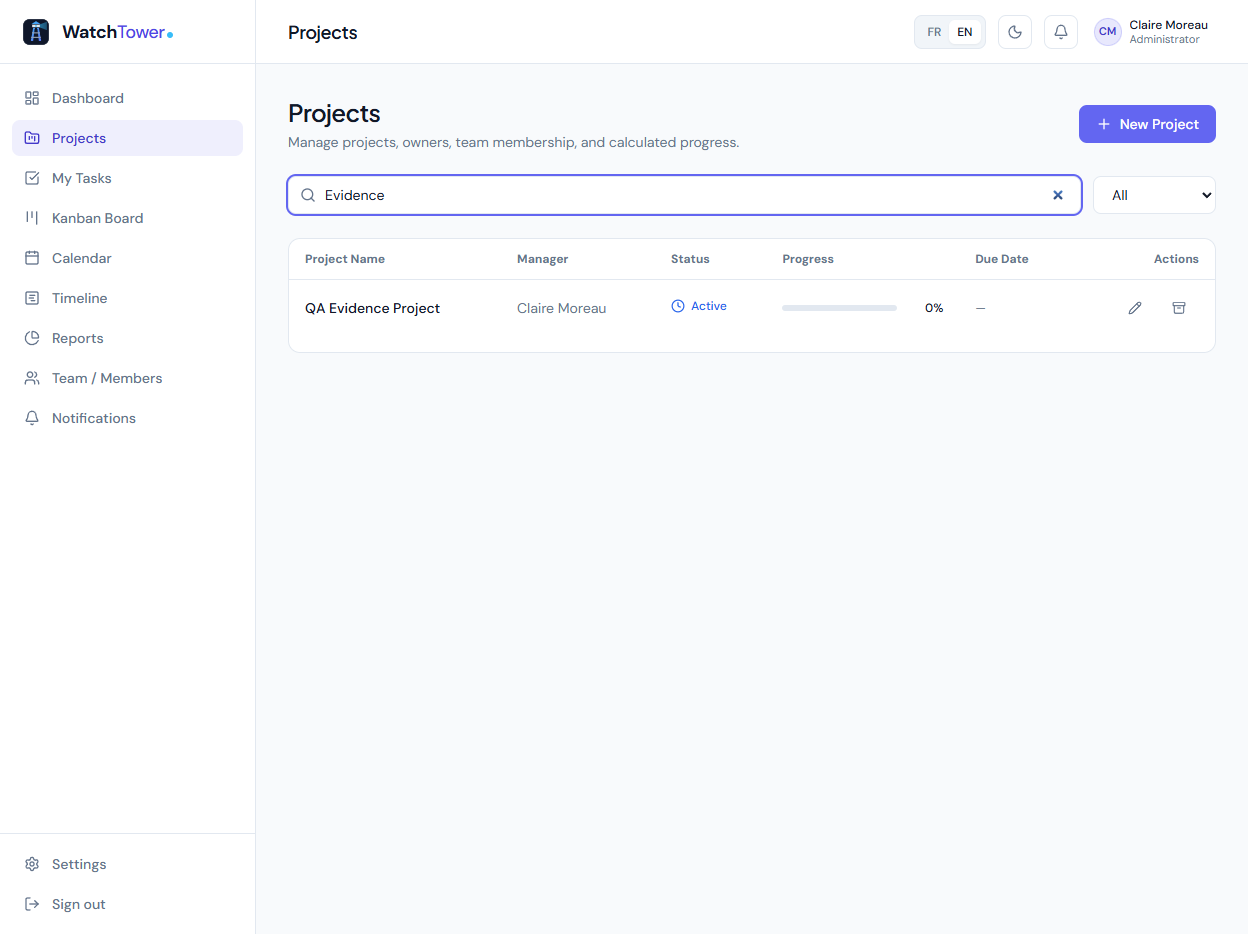 WatchTower
Projects
FR EN
CM
Claire Moreau
Administrator
Dashboard
Projects
My Tasks
Kanban Board
Calendar
Timeline
Reports
Team / Members
Notifications
Settings
Sign out
Projects
Manage projects, owners, team membership, and calculated progress.
New Project
Evidence
All
Project Name Manager Status Progress Due Date Actions
QA Evidence Project Claire Moreau Active 0% —